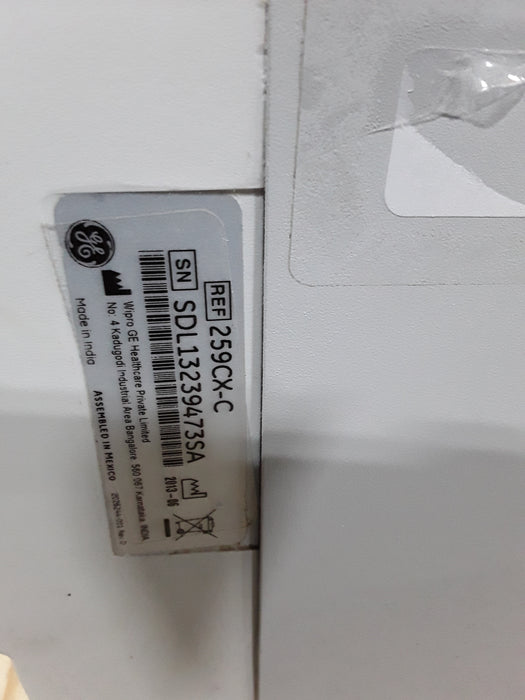 GE
REF 259CX-C
SN SDL13239473SA
2013-06
Wipro GE Healthcare Private Limited
No: 4 Kadugodi Industrial Area Bangalore 560 067 Karnataka, INDIA
Made in India
ASSEMBLED IN MEXICO